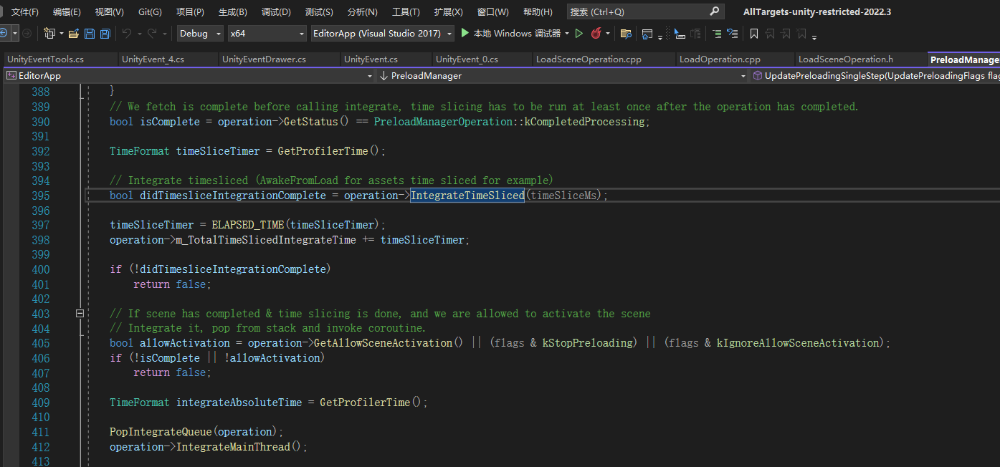 文件(F) 编辑(E) 视图(V) Git(G) 项目(P) 生成(B) 调试(D) 测试(S) 分析(N) 工具(T) 扩展(X) 窗口(W) 帮助(H) 搜索 (Ctrl+Q) AllTargets-unity-restricted-2022.3
Debug x64 EditorApp (Visual Studio 2017) 本地 Windows 调试器
UnityEventTools.cs UnityEvent_4.cs UnityEventDrawer.cs UnityEvent.cs UnityEvent_0.cs LoadSceneOperation.cpp LoadOperation.cpp LoadSceneOperation.h PreloadManage
EditorApp PreloadManager UpdatePreloadingSingleStep(UpdatePreloadingFlags flag
388 }
389 // We fetch is complete before calling integrate, time slicing has to be run at least once after the operation has completed.
390 bool isComplete = operation->GetStatus() == PreloadManagerOperation::kCompletedProcessing;
391
392 TimeFormat timeSliceTimer = GetProfilerTime();
393
394 // Integrate timesliced (AwakeFromLoad for assets time sliced for example)
395 bool didTimesliceIntegrationComplete = operation->IntegrateTimeSliced(timeSliceMs);
396
397 timeSliceTimer = ELAPSED_TIME(timeSliceTimer);
398 operation->m_TotalTimeSlicedIntegrateTime += timeSliceTimer;
399
400 if (!didTimesliceIntegrationComplete)
401 return false;
402
403 // If scene has completed & time slicing is done, and we are allowed to activate the scene
404 // Integrate it, pop from stack and invoke coroutine.
405 bool allowActivation = operation->GetAllowSceneActivation() || (flags & kStopPreloading) || (flags & kIgnoreAllowSceneActivation);
406 if (!isComplete || !allowActivation)
407 return false;
408
409 TimeFormat integrateAbsoluteTime = GetProfilerTime();
410
411 PopIntegrateQueue(operation);
412 operation->IntegrateMainThread();
413